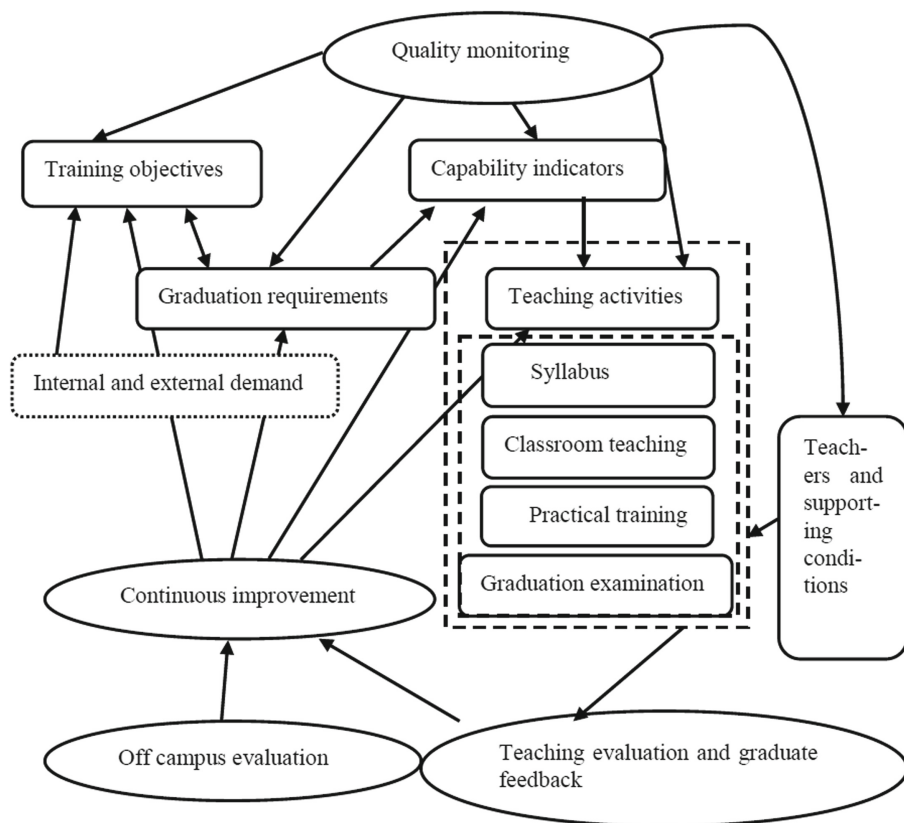 Quality monitoring
Training objectives
Capability indicators
Graduation requirements
Teaching activities
Internal and external demand
Syllabus
Classroom teaching
Practical training
Graduation examination
Teach-
ers and
support-
ing
condi-
tions
Continuous improvement
Off campus evaluation
Teaching evaluation and graduate
feedback